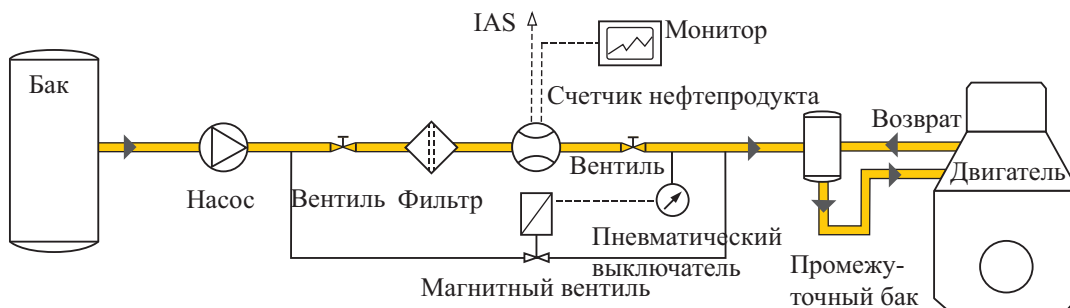 IAS
Монитор
Бак
Счетчик нефтепродукта
Возврат
Насос
Вентиль
Фильтр
Вентиль
Двигатель
Пневматический
выключатель
Магнитный вентиль
Промежу-
точный бак